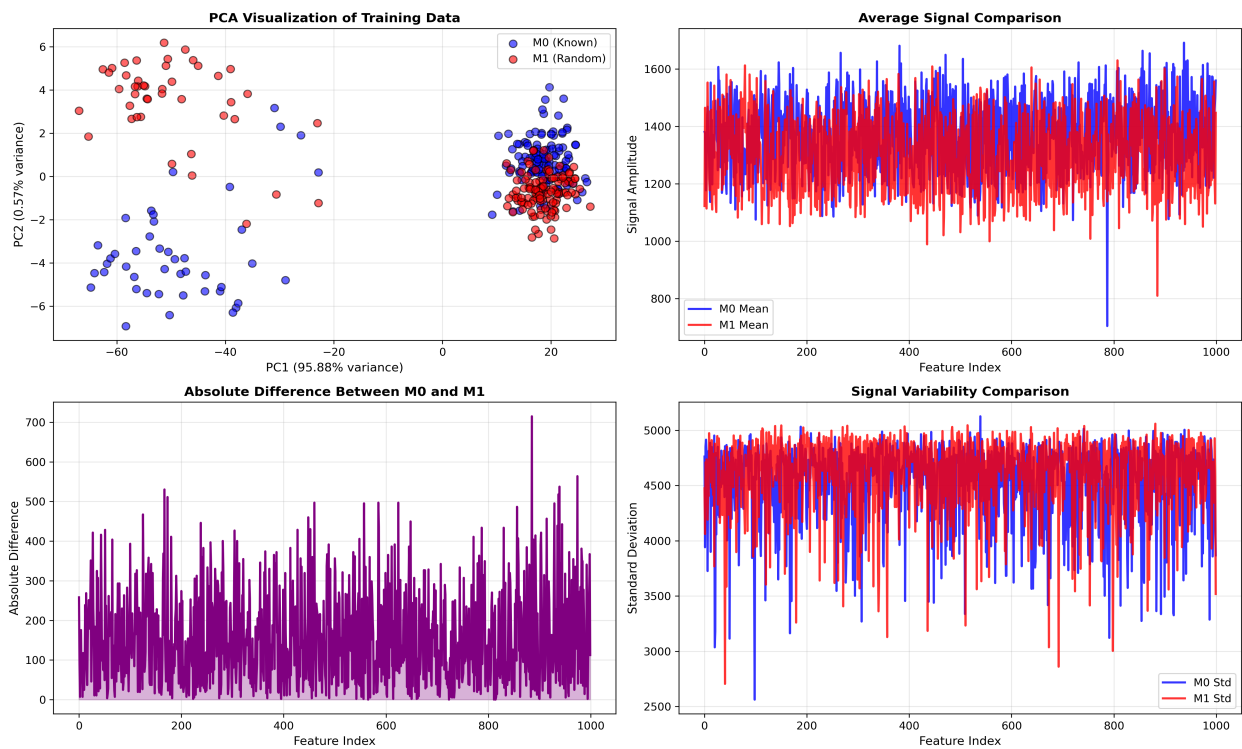 PCA Visualization of Training Data
PC2 (0.57% variance)
6
4
2
0
−2
−4
−6
M0 (Known)
M1 (Random)
−60 −40 −20 0 20
PC1 (95.88% variance)
Average Signal Comparison
Signal Amplitude
1600
1400
1200
1000
800
M0 Mean
M1 Mean
0 200 400 600 800 1000
Feature Index
Absolute Difference Between M0 and M1
Absolute Difference
700
600
500
400
300
200
100
0
0 200 400 600 800 1000
Feature Index
Signal Variability Comparison
Standard Deviation
5000
4500
4000
3500
3000
2500
M0 Std
M1 Std
0 200 400 600 800 1000
Feature Index